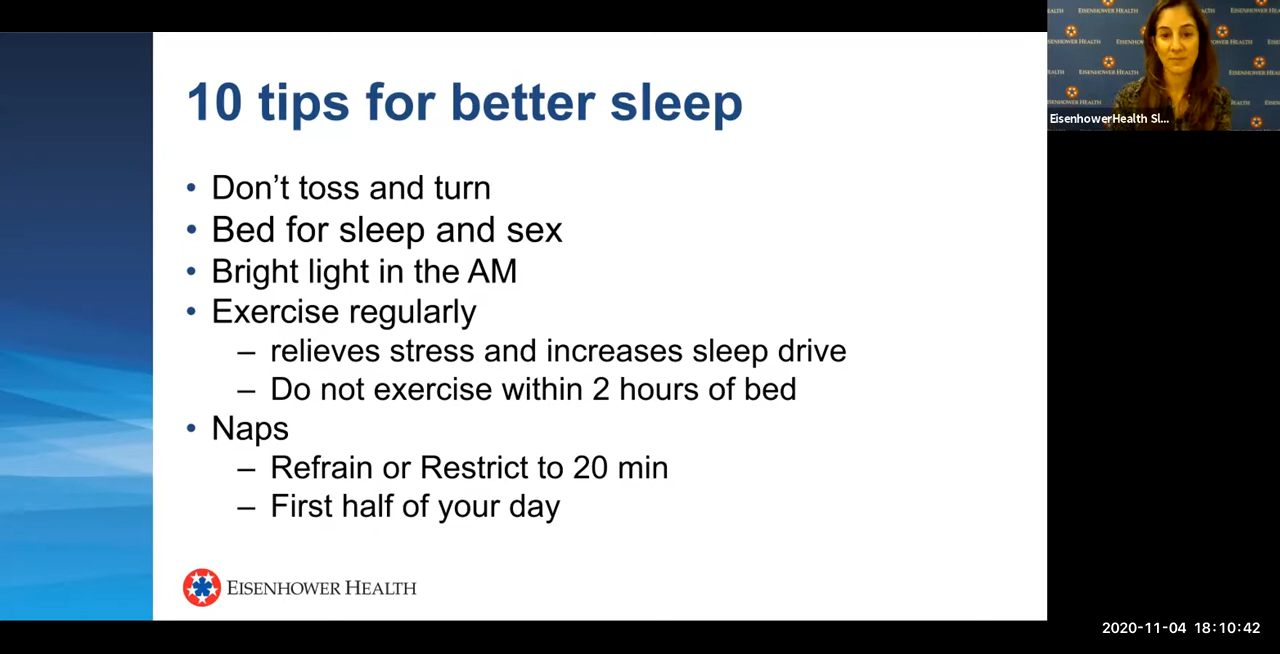 10 tips for better sleep
• Don’t toss and turn
• Bed for sleep and sex
• Bright light in the AM
• Exercise regularly
– relieves stress and increases sleep drive
– Do not exercise within 2 hours of bed
• Naps
– Refrain or Restrict to 20 min
– First half of your day
EISENHOWER HEALTH
EISENHOWER HEALTH
EISENHOWER HEALTH
EisenhowerHealth Sl...
2020-11-04 18:10:42